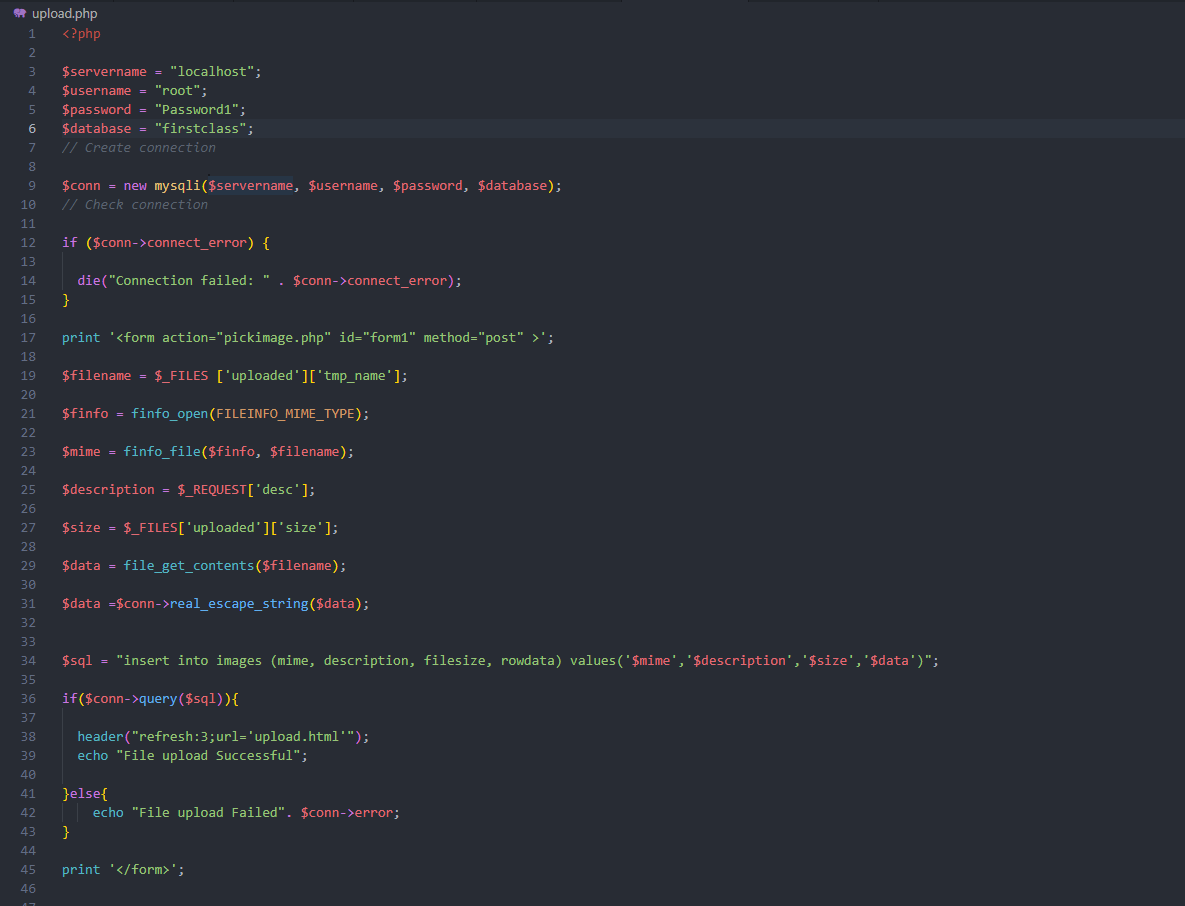 upload.php
1 <?php
2
3 $servername = "localhost";
4 $username = "root";
5 $password = "Password1";
6 $database = "firstclass";
7 // Create connection
8
9 $conn = new mysqli($servername, $username, $password, $database);
10 // Check connection
11
12 if ($conn->connect_error) {
13
14   die("Connection failed: " . $conn->connect_error);
15 }
16
17 print '<form action="pickimage.php" id="form1" method="post" >';
18
19 $filename = $_FILES ['uploaded']['tmp_name'];
20
21 $finfo = finfo_open(FILEINFO_MIME_TYPE);
22
23 $mime = finfo_file($finfo, $filename);
24
25 $description = $_REQUEST['desc'];
26
27 $size = $_FILES['uploaded']['size'];
28
29 $data = file_get_contents($filename);
30
31 $data =$conn->real_escape_string($data);
32
33
34 $sql = "insert into images (mime, description, filesize, rowdata) values('$mime','$description','$size','$data')";
35
36 if($conn->query($sql)){
37
38   header("refresh:3;url='upload.html'");
39   echo "File upload Successful";
40
41 }else{
42     echo "File upload Failed". $conn->error;
43 }
44
45 print '</form>';
46